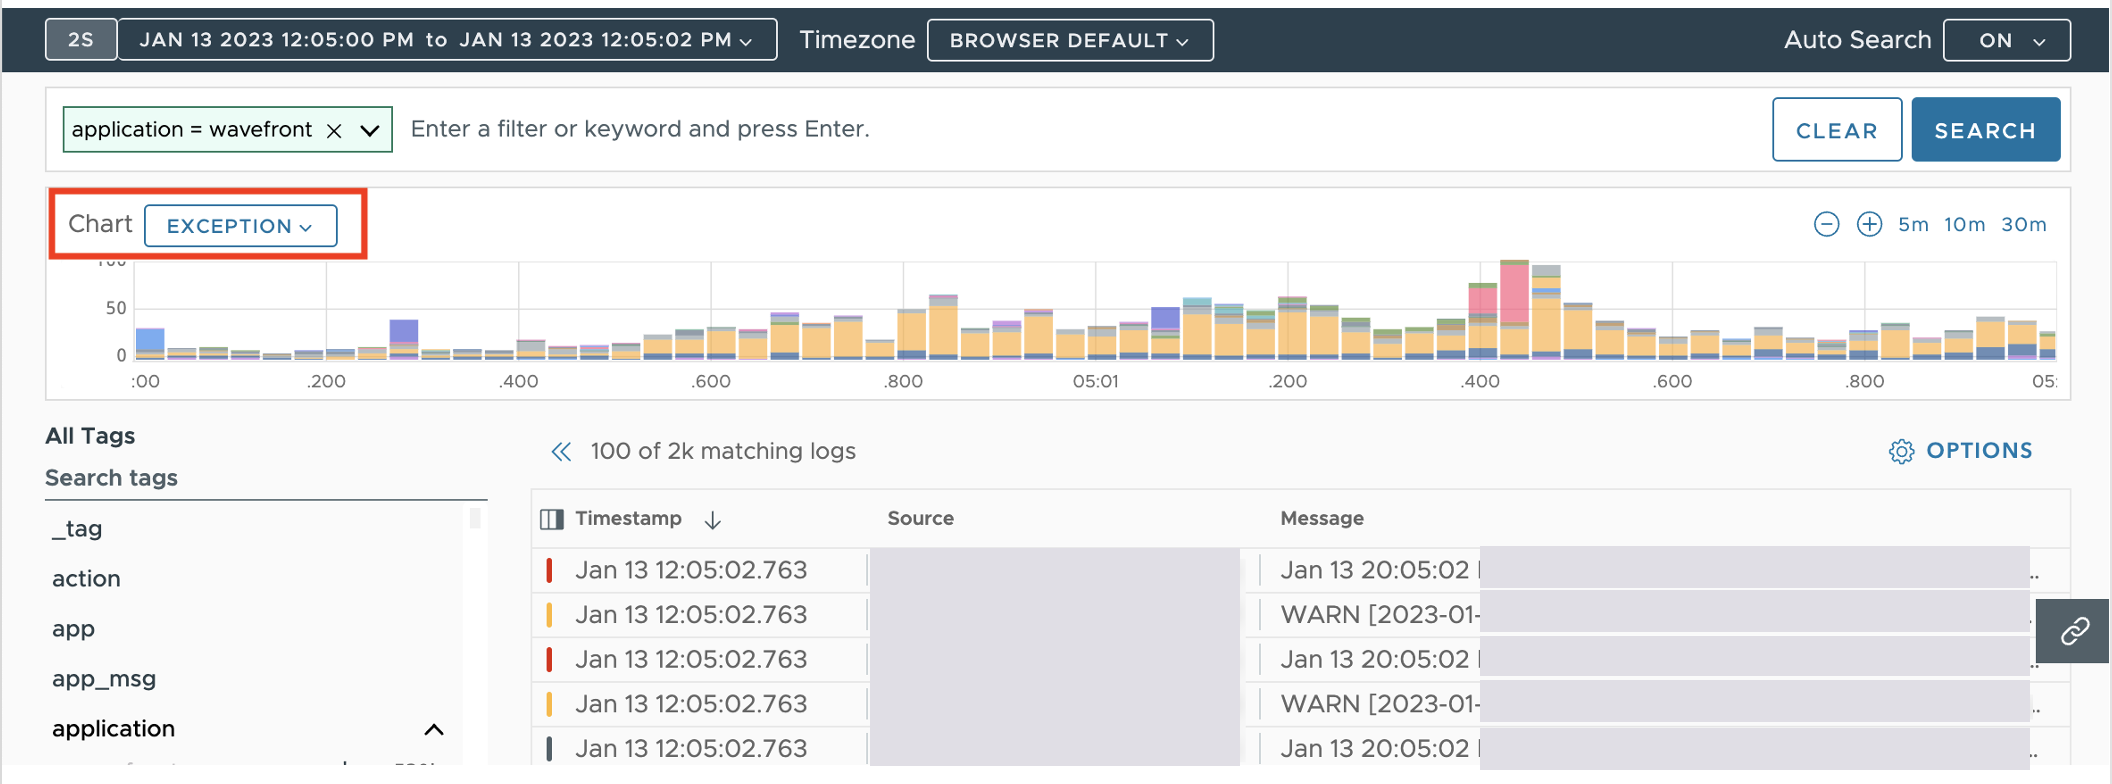 2S JAN 13 2023 12:05:00 PM to JAN 13 2023 12:05:02 PM Timezone BROWSER DEFAULT Auto Search ON
application = wavefront Enter a filter or keyword and press Enter. CLEAR SEARCH
Chart EXCEPTION 5m 10m 30m
100
50
0
:00 .200 .400 .600 .800 05:01 .200 .400 .600 .800 05:
All Tags
Search tags
_tag
action
app
app_msg
application
100 of 2k matching logs OPTIONS
Timestamp Source Message
Jan 13 12:05:02.763 Jan 13 20:05:02 ..
Jan 13 12:05:02.763 WARN [2023-01-
Jan 13 12:05:02.763 Jan 13 20:05:02 ..
Jan 13 12:05:02.763 WARN [2023-01- ..
Jan 13 12:05:02.763 Jan 13 20:05:02 ..